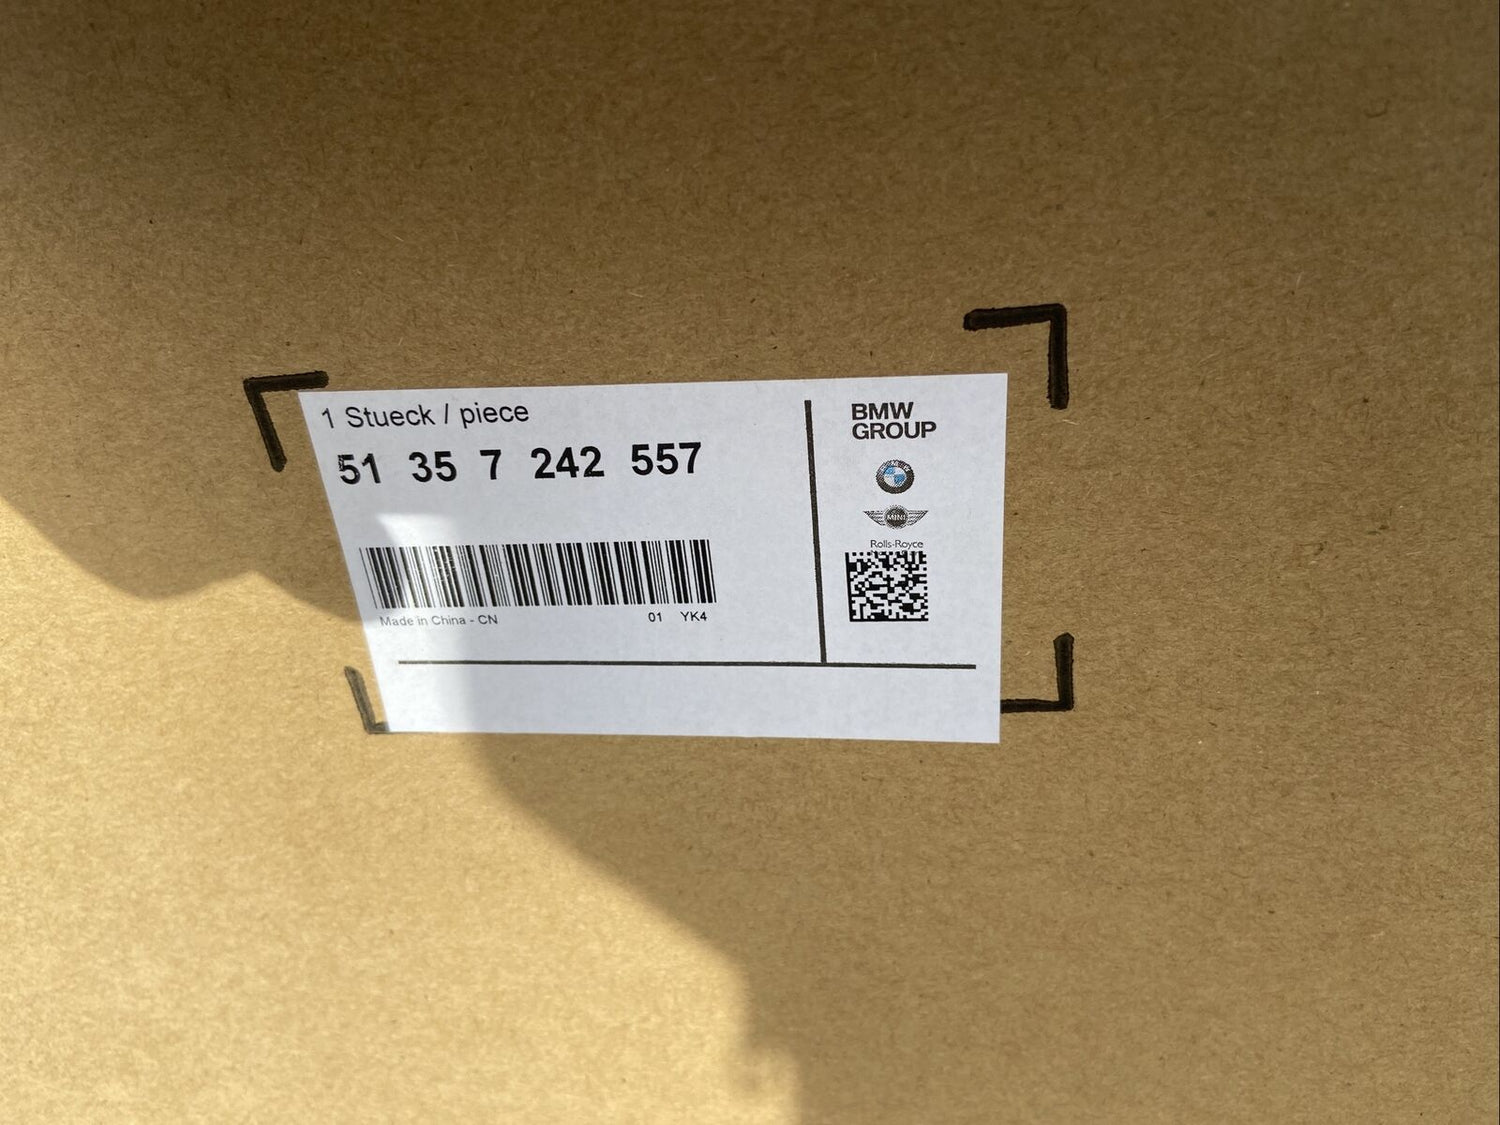 1 Stueck / piece
51 35 7 242 557
Made in China - CN
01 YK4
BMW
GROUP
MINI
Rolls-Royce